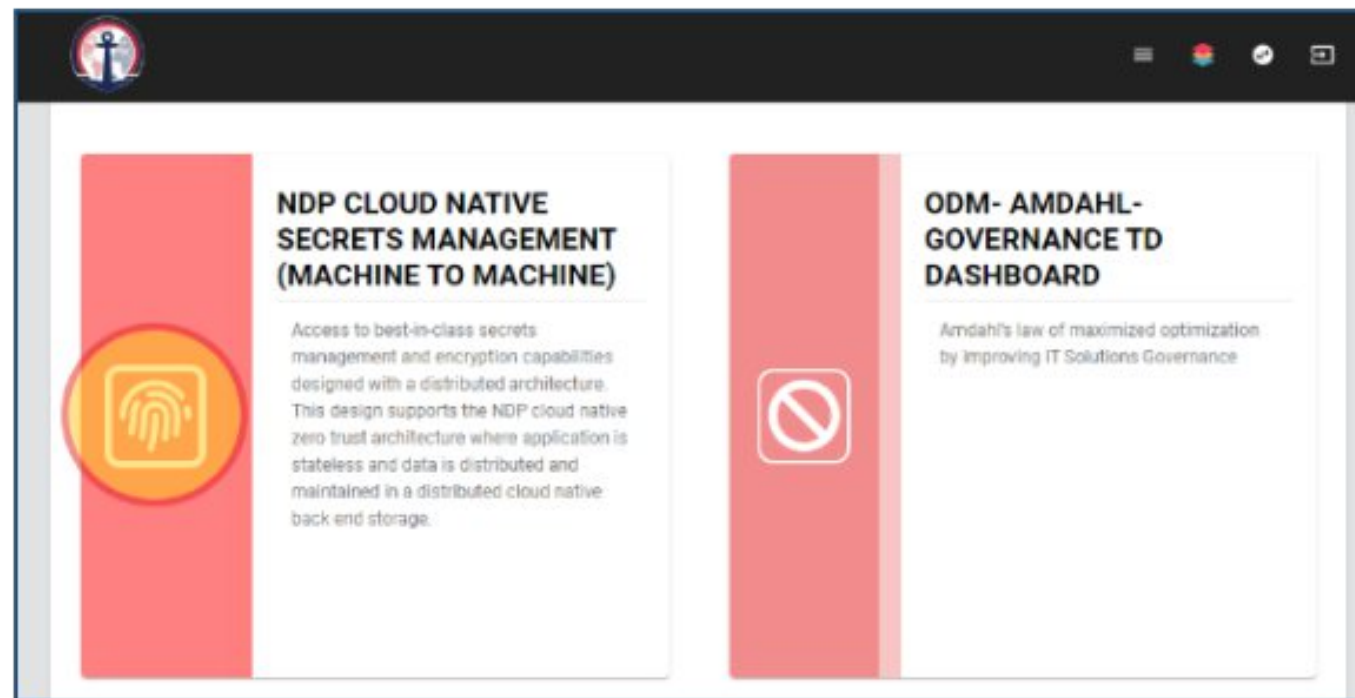 NDP CLOUD NATIVE
SECRETS MANAGEMENT
(MACHINE TO MACHINE)
Access to best-in-class secrets
management and encryption capabilities
designed with a distributed architecture.
This design supports the NDP cloud native
zero trust architecture where application is
stateless and data is distributed and
maintained in a distributed cloud native
back end storage.
ODM- AMDAHL-
GOVERNANCE TD
DASHBOARD
Amdahl's law of maximized optimization
by improving IT Solutions Governance